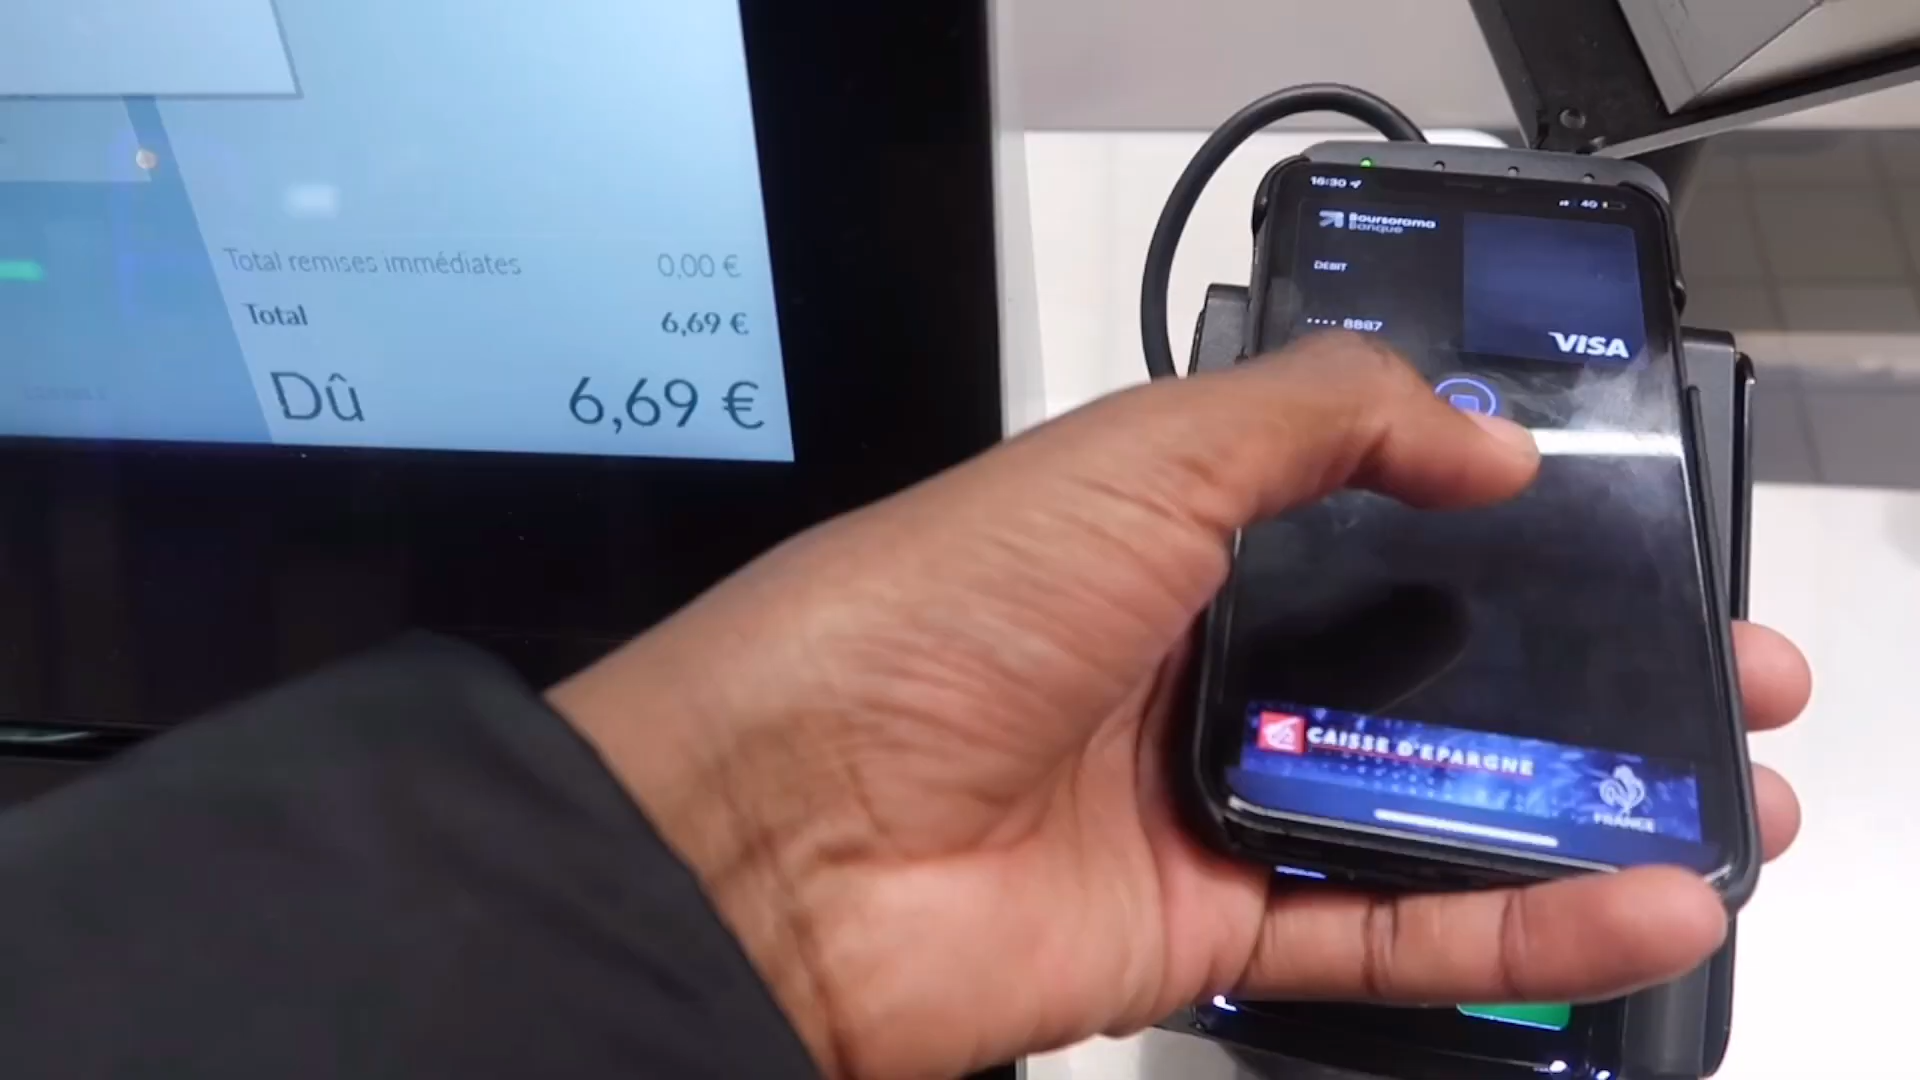 Total remises immédiates 0,00 €
Total 6,69 €
Dû 6,69 €
16:30
4G
Boursorama
Banque
DEBIT
•••• 8887
VISA
CAISSE D'EPARGNE
FRANCE